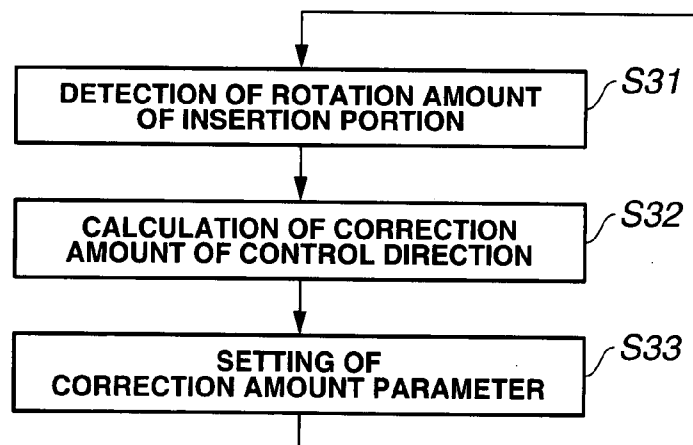 DETECTION OF ROTATION AMOUNT
OF INSERTION PORTION
S31
CALCULATION OF CORRECTION
AMOUNT OF CONTROL DIRECTION
S32
SETTING OF
CORRECTION AMOUNT PARAMETER
S33